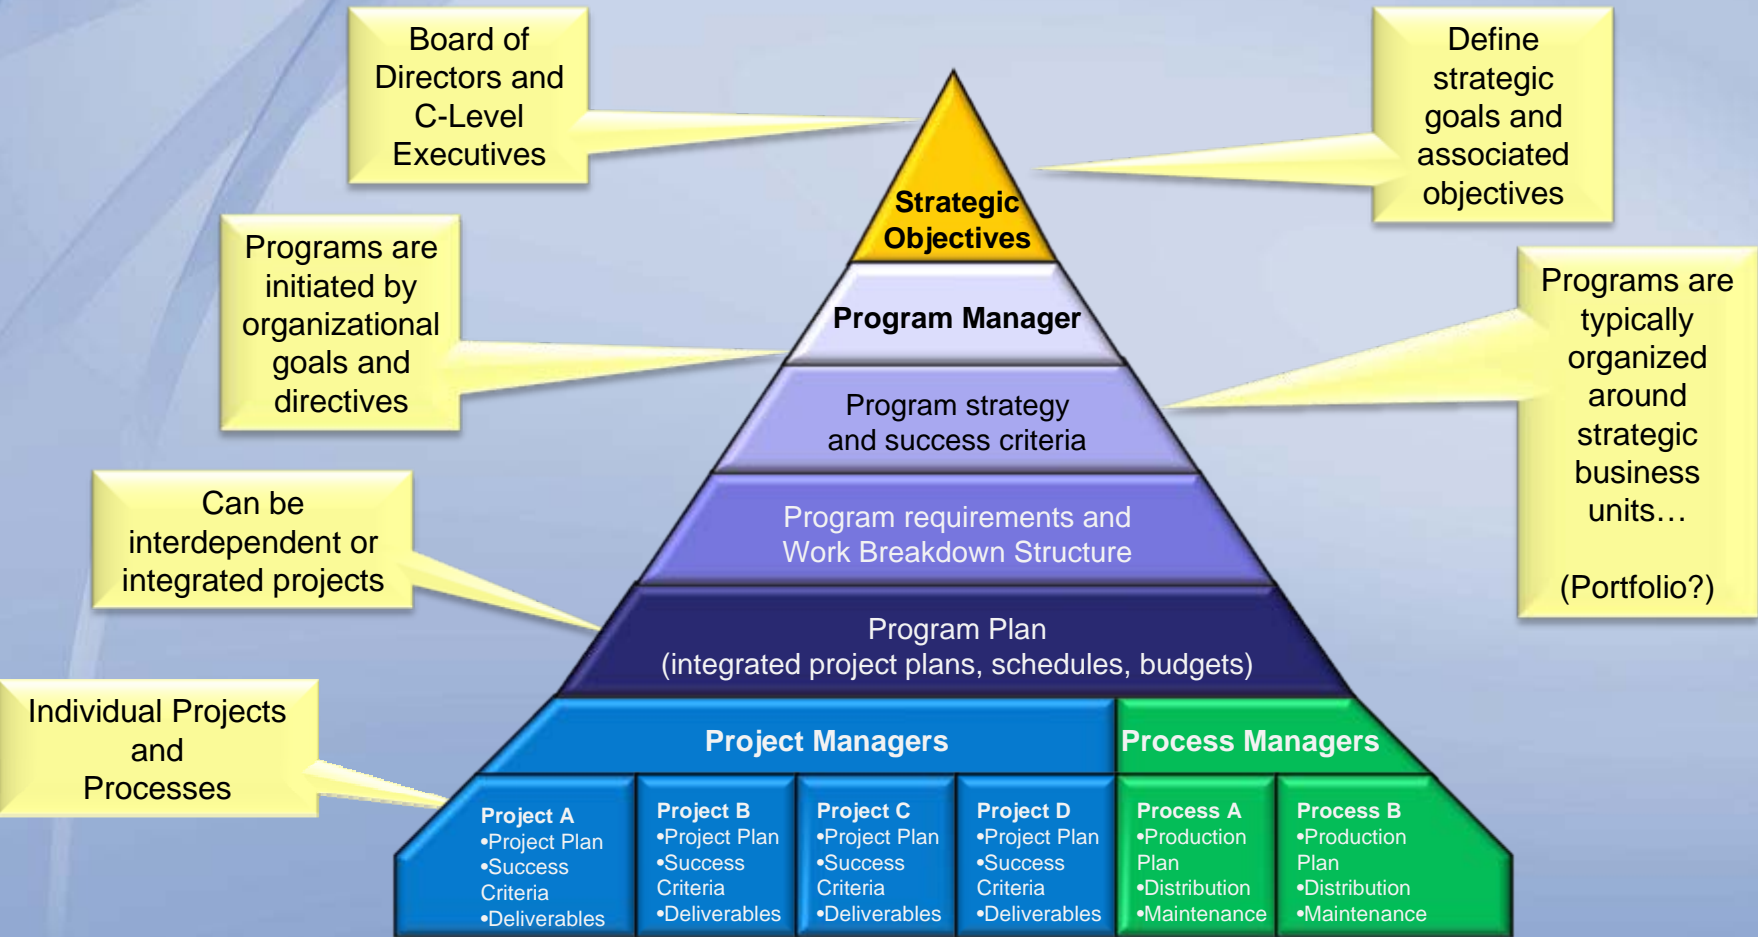 Board of
Directors and
C-Level
Executives
Define
strategic
goals and
associated
objectives
Strategic
Objectives
Programs are
initiated by
organizational
goals and
directives
Program Manager
Programs are
typically
organized
around
strategic
business
units…
(Portfolio?)
Program strategy
and success criteria
Can be
interdependent or
integrated projects
Program requirements and
Work Breakdown Structure
Program Plan
(integrated project plans, schedules, budgets)
Individual Projects
and
Processes
Project Managers
Process Managers
Project A
•Project Plan
•Success
Criteria
•Deliverables
Project B
•Project Plan
•Success
Criteria
•Deliverables
Project C
•Project Plan
•Success
Criteria
•Deliverables
Project D
•Project Plan
•Success
Criteria
•Deliverables
Process A
•Production
Plan
•Distribution
•Maintenance
Process B
•Production
Plan
•Distribution
•Maintenance